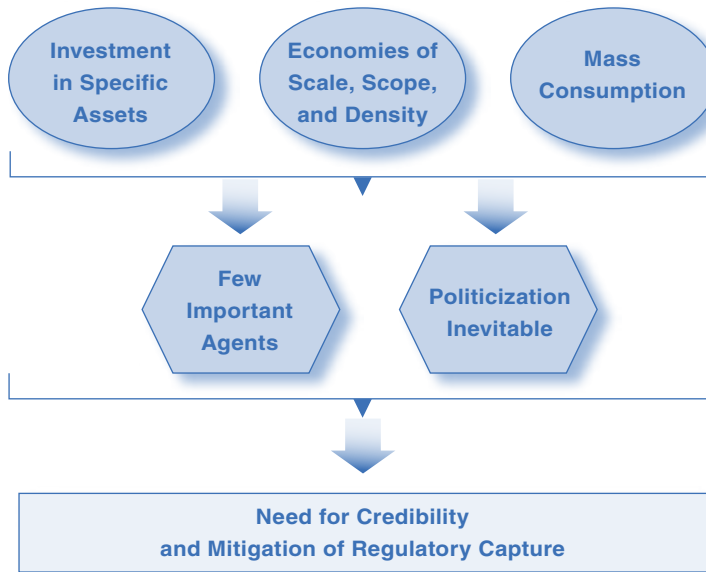 Investment
in Specific
Assets
Economies of
Scale, Scope,
and Density
Mass
Consumption
Few
Important
Agents
Politicization
Inevitable
Need for Credibility
and Mitigation of Regulatory Capture